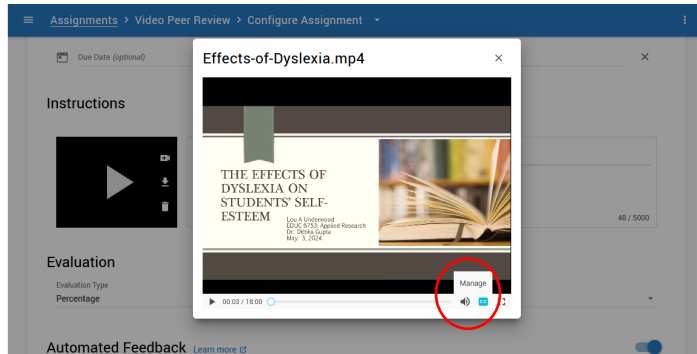 Assignments > Video Peer Review > Configure Assignment
Due Date (optional)
Effects-of-Dyslexia.mp4
Instructions
THE EFFECTS OF
DYSLEXIA ON
STUDENTS' SELF-
ESTEEM
Lou A Underwood
EDUC 6753; Applied Research
Dr. Dittika Gupta
May. 3, 2024
48 / 5000
Evaluation
Evaluation Type
Percentage
Manage
00:03 / 18:00
CC
Automated Feedback Learn more